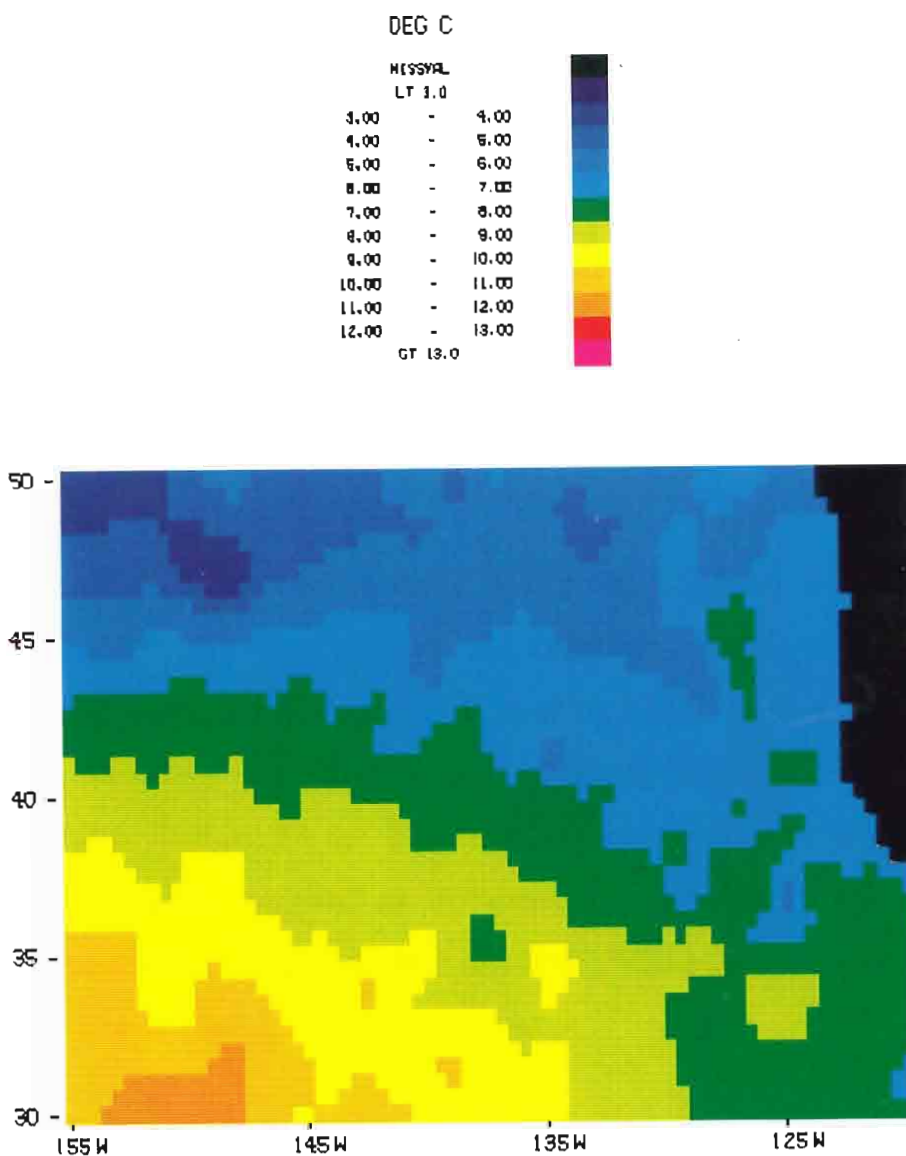 DEG C
MISSVAL
LT 3.0
3.00 - 4.00
4.00 - 5.00
5.00 - 6.00
6.00 - 7.00
7.00 - 8.00
8.00 - 9.00
9.00 - 10.00
10.00 - 11.00
11.00 - 12.00
12.00 - 13.00
GT 13.0
50 -
45 -
40 -
35 -
30 -
155W
145W
135W
125W